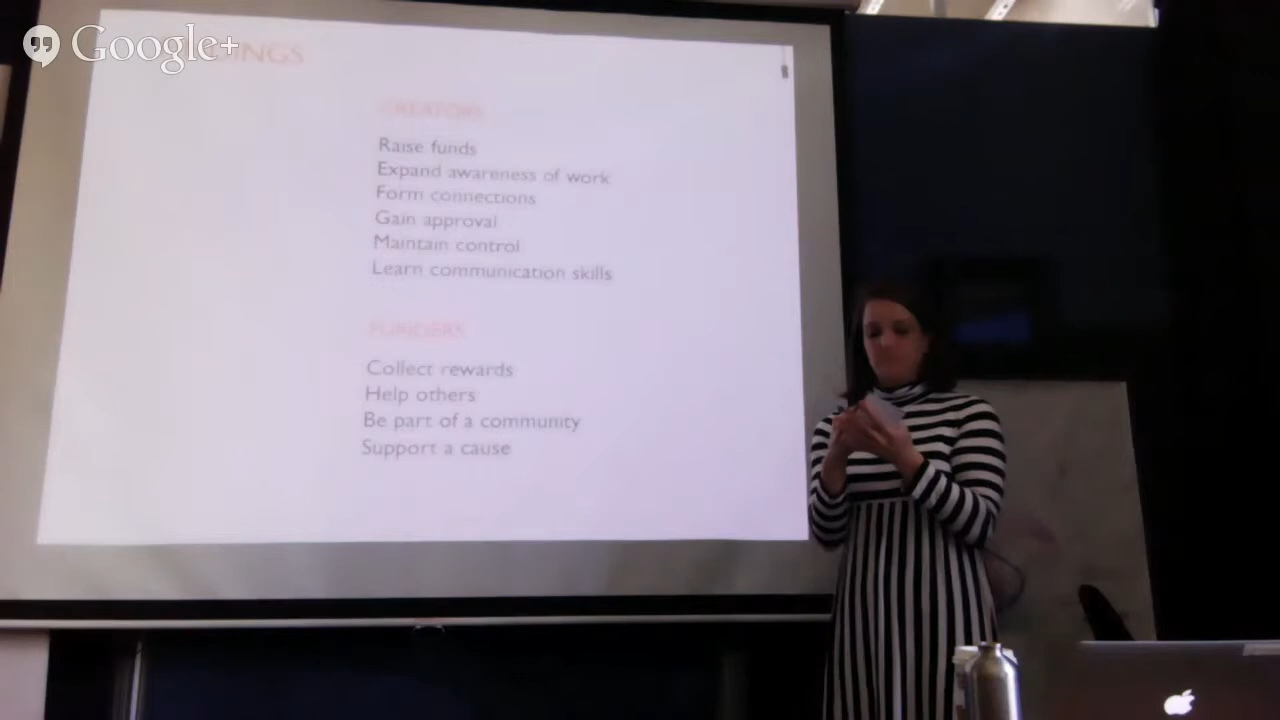 Google+
CREATORS
Raise funds
Expand awareness of work
Form connections
Gain approval
Maintain control
Learn communication skills
FUNDERS
Collect rewards
Help others
Be part of a community
Support a cause